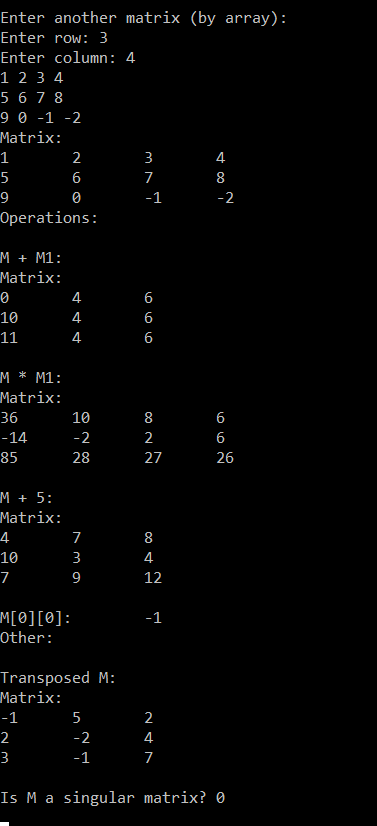 Enter another matrix (by array):
Enter row: 3
Enter column: 4
1 2 3 4
5 6 7 8
9 0 -1 -2
Matrix:
1 2 3 4
5 6 7 8
9 0 -1 -2
Operations:
M + M1:
Matrix:
0 4 6
10 4 6
11 4 6
M * M1:
Matrix:
36 10 8 6
-14 -2 2 6
85 28 27 26
M + 5:
Matrix:
4 7 8
10 3 4
7 9 12
M[0][0]: -1
Other:
Transposed M:
Matrix:
-1 5 2
2 -2 4
3 -1 7
Is M a singular matrix? 0